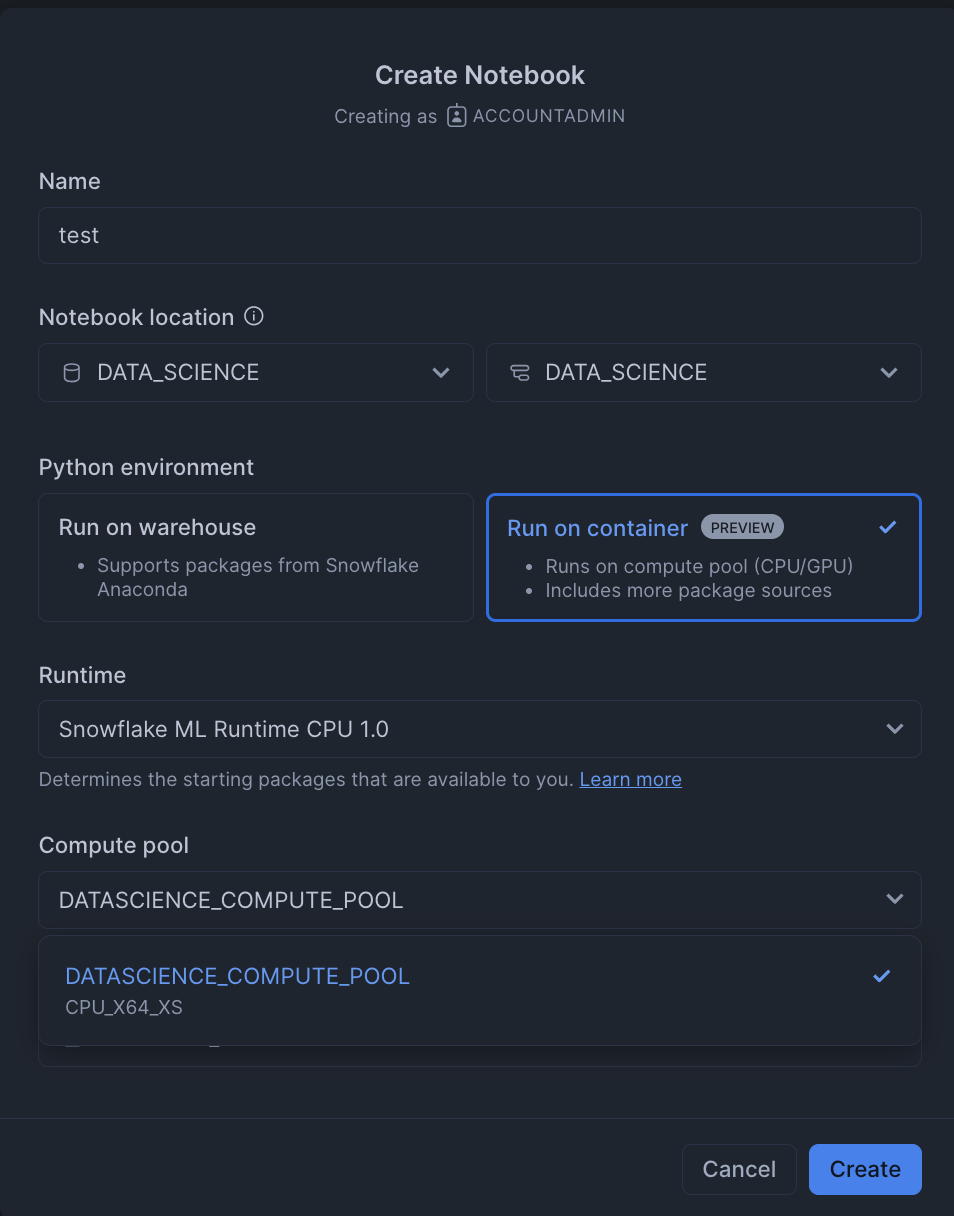 Create Notebook
Creating as ACCOUNTADMIN
Name
test
Notebook location
DATA_SCIENCE
DATA_SCIENCE
Python environment
Run on warehouse
Supports packages from Snowflake
Anaconda
Run on container PREVIEW
Runs on compute pool (CPU/GPU)
Includes more package sources
Runtime
Snowflake ML Runtime CPU 1.0
Determines the starting packages that are available to you. Learn more
Compute pool
DATASCIENCE_COMPUTE_POOL
DATASCIENCE_COMPUTE_POOL
CPU_X64_XS
Cancel
Create